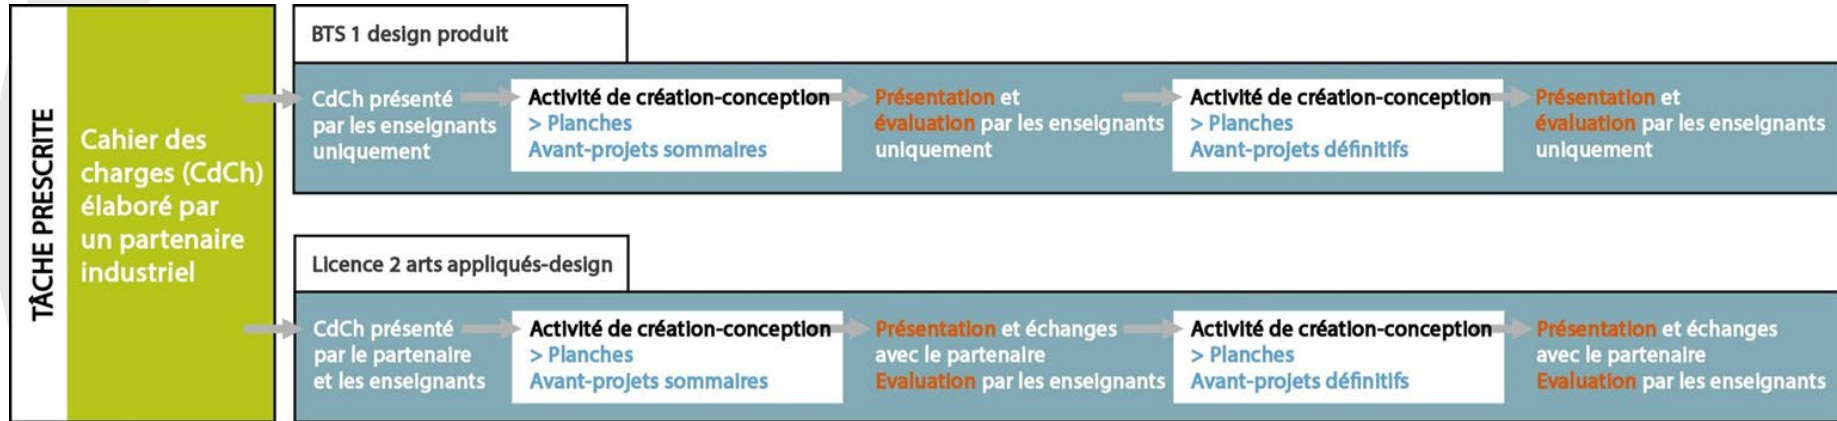 TÂCHE PRESCRITE
Cahier des
charges (CdCh)
élaboré par
un partenaire
industriel
BTS 1 design produit
CdCh présenté
par les enseignants
uniquement
Activité de création-conception
> Planches
Avant-projets sommaires
Présentation et
évaluation par les enseignants
uniquement
Activité de création-conception
> Planches
Avant-projets définitifs
Présentation et
évaluation par les enseignants
uniquement
Licence 2 arts appliqués-design
CdCh présenté
par le partenaire
et les enseignants
Activité de création-conception
> Planches
Avant-projets sommaires
Présentation et échanges
avec le partenaire
Evaluation par les enseignants
Activité de création-conception
> Planches
Avant-projets définitifs
Présentation et échanges
avec le partenaire
Evaluation par les enseignants